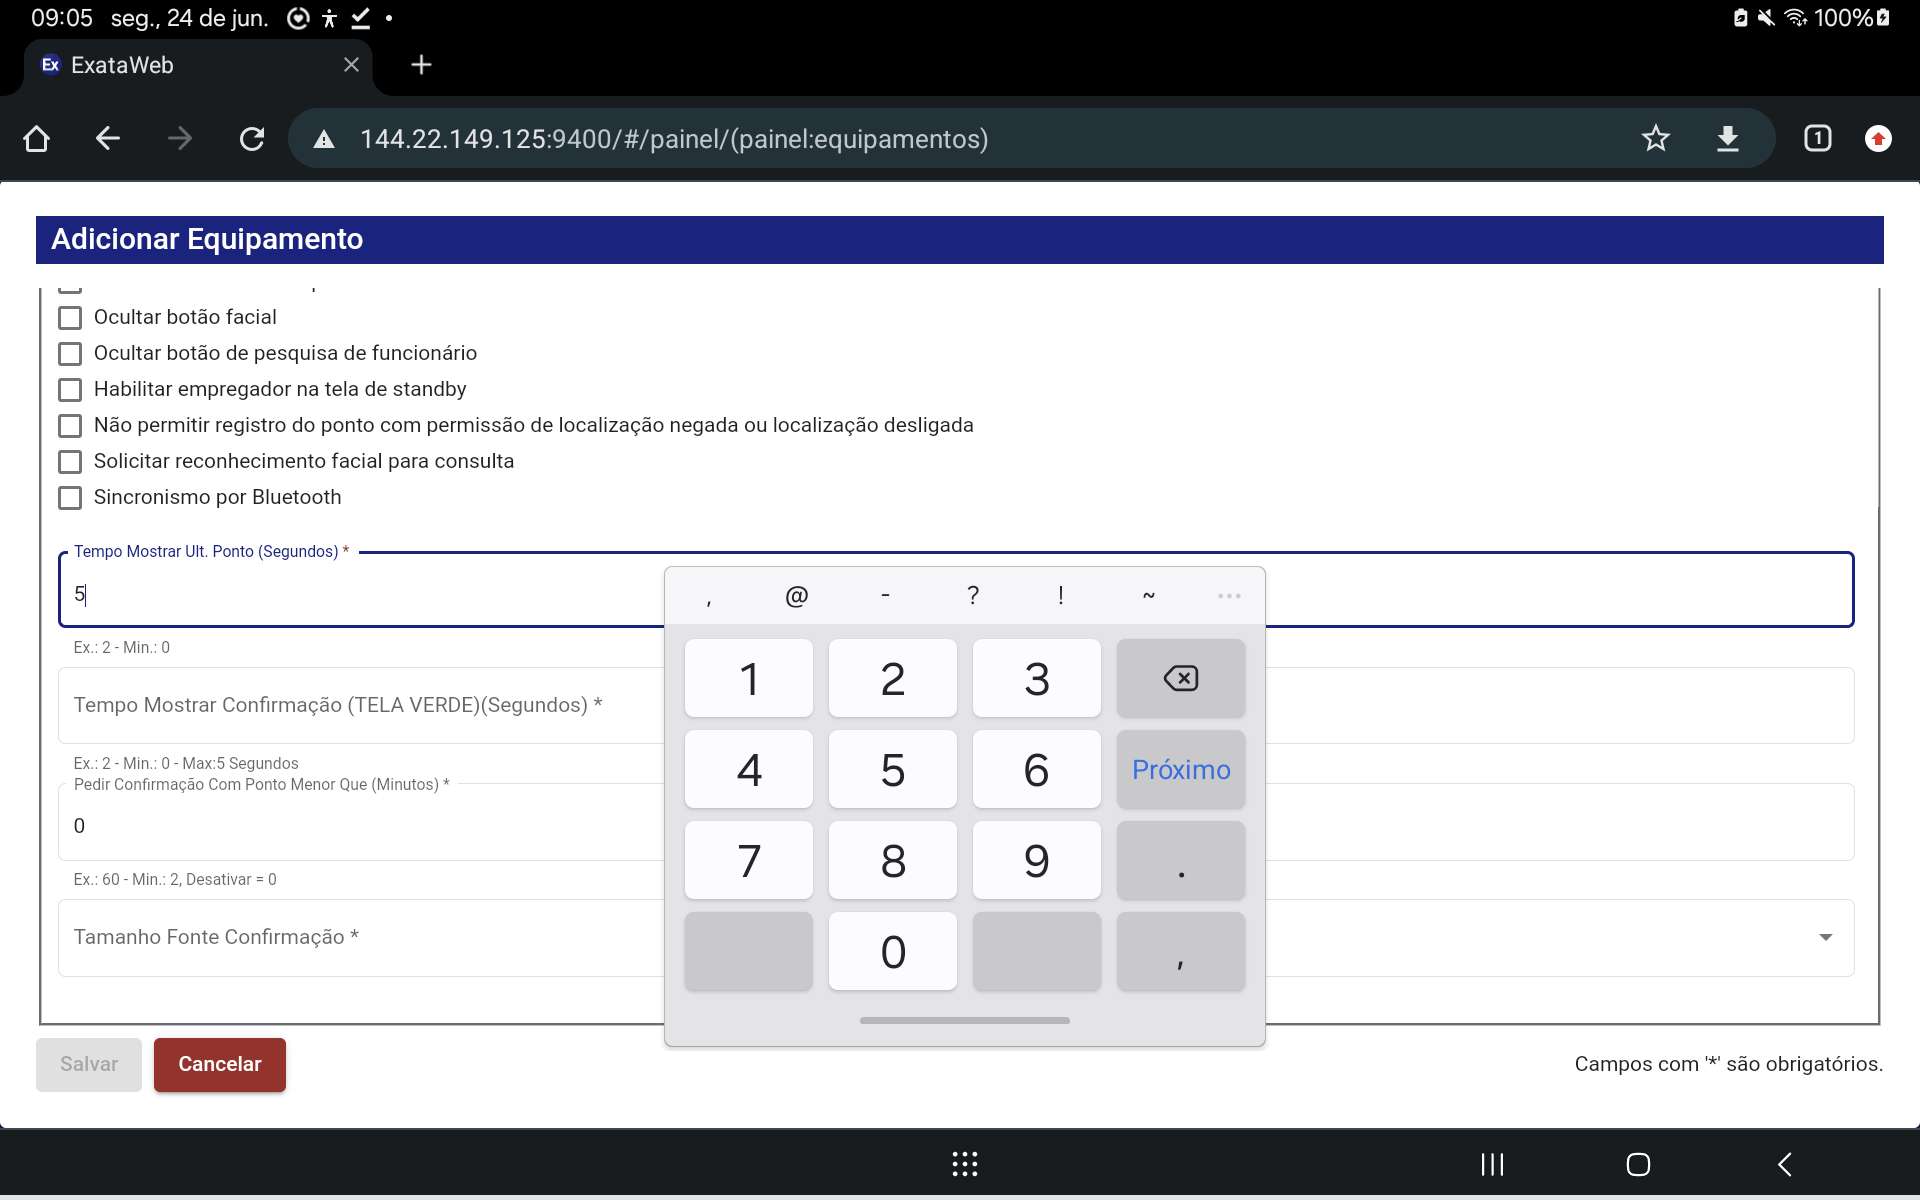 09:05 seg., 24 de jun. 100%
Ex ExataWeb
144.22.149.125:9400/#/painel/(painel:equipamentos) 1
Adicionar Equipamento
Ocultar botão facial
Ocultar botão de pesquisa de funcionário
Habilitar empregador na tela de standby
Não permitir registro do ponto com permissão de localização negada ou localização desligada
Solicitar reconhecimento facial para consulta
Sincronismo por Bluetooth
Tempo Mostrar Ult. Ponto (Segundos) *
5
Ex.: 2 - Min.: 0
Tempo Mostrar Confirmação (TELA VERDE)(Segundos) *
Ex.: 2 - Min.: 0 - Max:5 Segundos
Pedir Confirmação Com Ponto Menor Que (Minutos) *
0
Ex.: 60 - Min.: 2, Desativar = 0
Tamanho Fonte Confirmação *
, @ - ? ! ~ ...
1 2 3
4 5 6 Próximo
7 8 9 .
0 ,
Salvar Cancelar
Campos com '*' são obrigatórios.